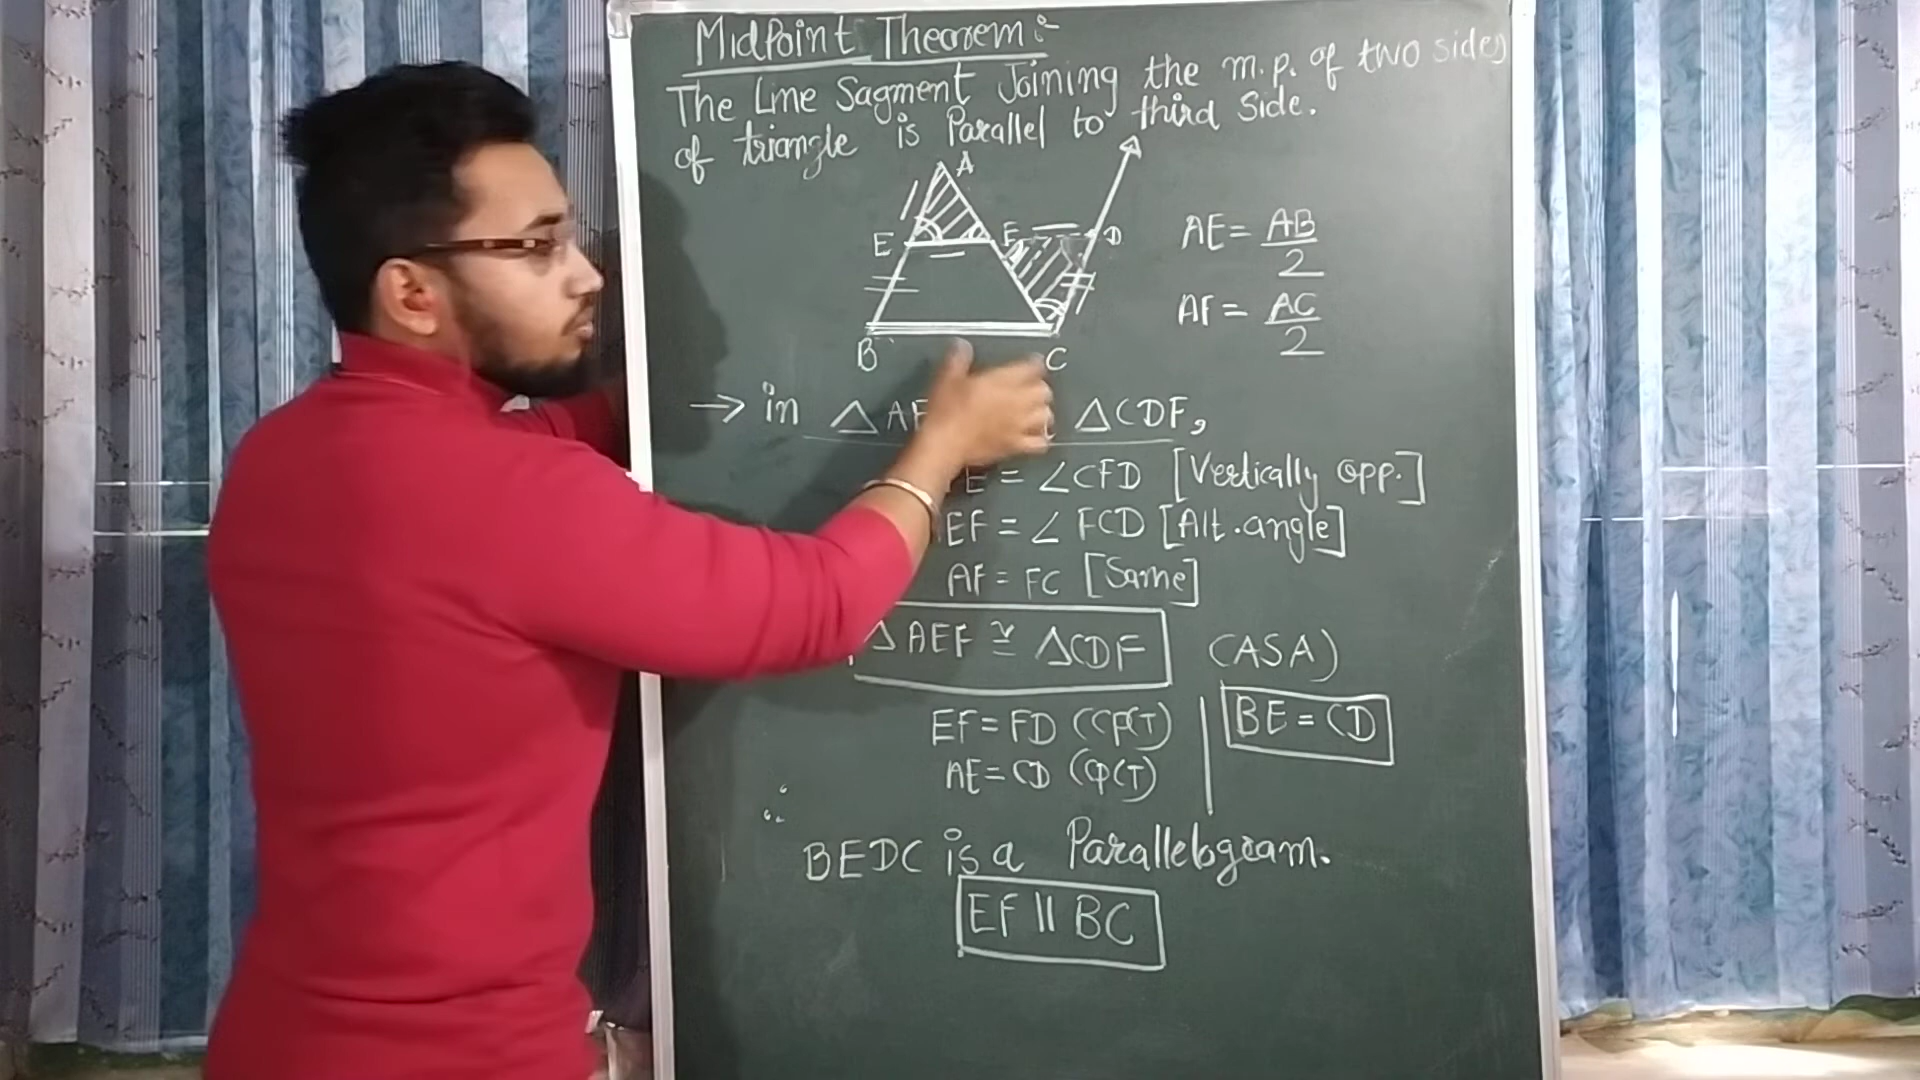 MidPoint Theorem :-
The Line Sagment Joining the m.p. of two sides
of triangle is Parallel to third Side.
A
E F D
B C
AE = AB/2
AF = AC/2
→ in △ AE △CDF,
E = ∠CFD [Vertically opp.]
EF = ∠ FCD [Alt. angle]
AF = FC [Same]
△ AEF ≅ △CDF (ASA)
EF = FD (CPCT)
AE = CD (CPCT)
BE = CD
∴
BEDC is a Parallelogram.
EF || BC